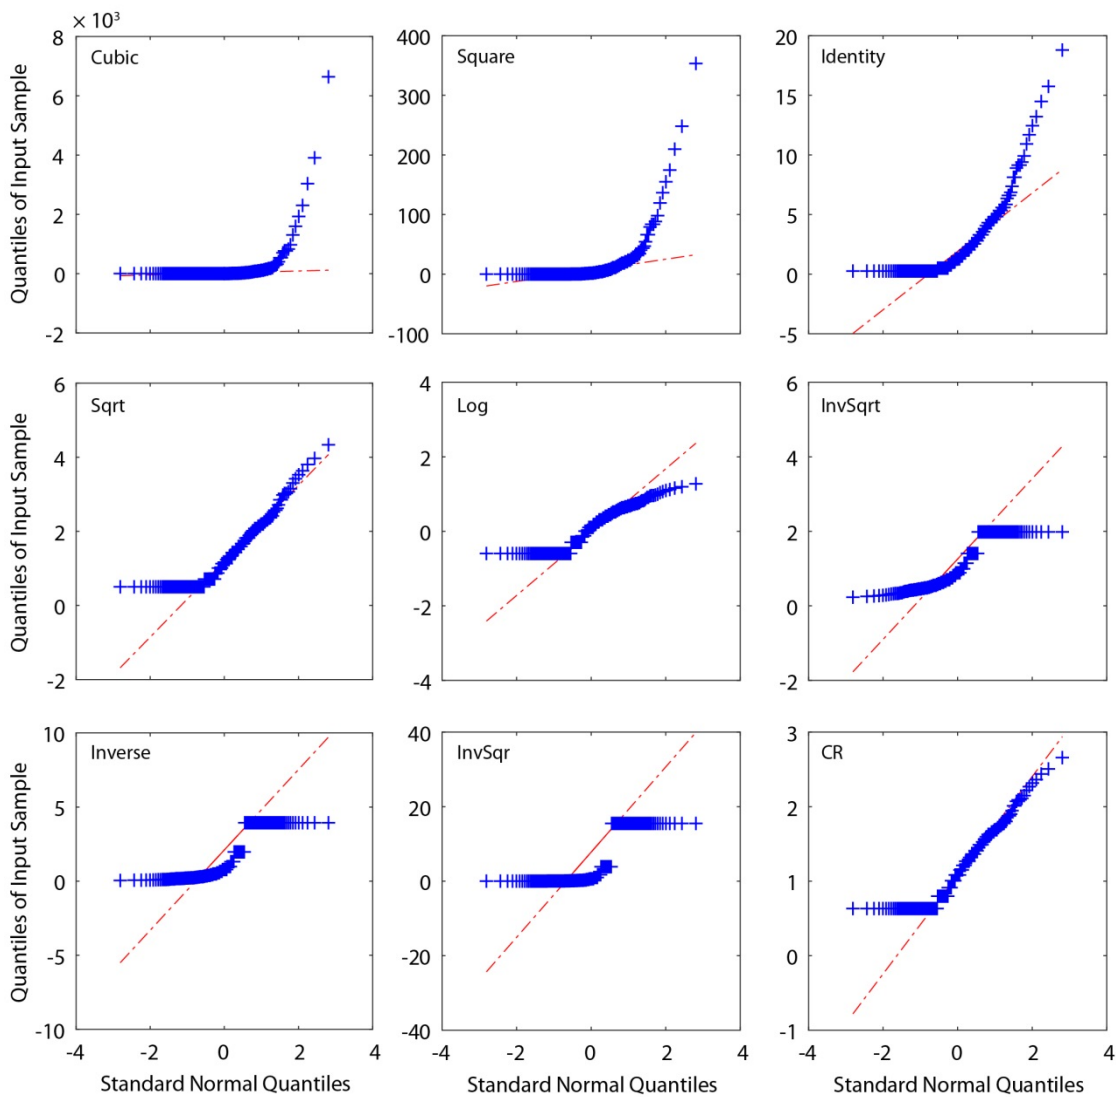 × 10³
8
6
4
2
0
-2
Cubic
Quantiles of Input Sample
400
300
200
100
0
-100
Square
20
15
10
5
0
-5
Identity
6
4
2
0
-2
Sqrt
Quantiles of Input Sample
4
2
0
-2
-4
Log
6
4
2
0
-2
InvSqrt
10
5
0
-5
-10
Inverse
Quantiles of Input Sample
-4 -2 0 2 4
Standard Normal Quantiles
40
20
0
-20
-40
InvSqr
-4 -2 0 2 4
Standard Normal Quantiles
3
2
1
0
-1
CR
-4 -2 0 2 4
Standard Normal Quantiles